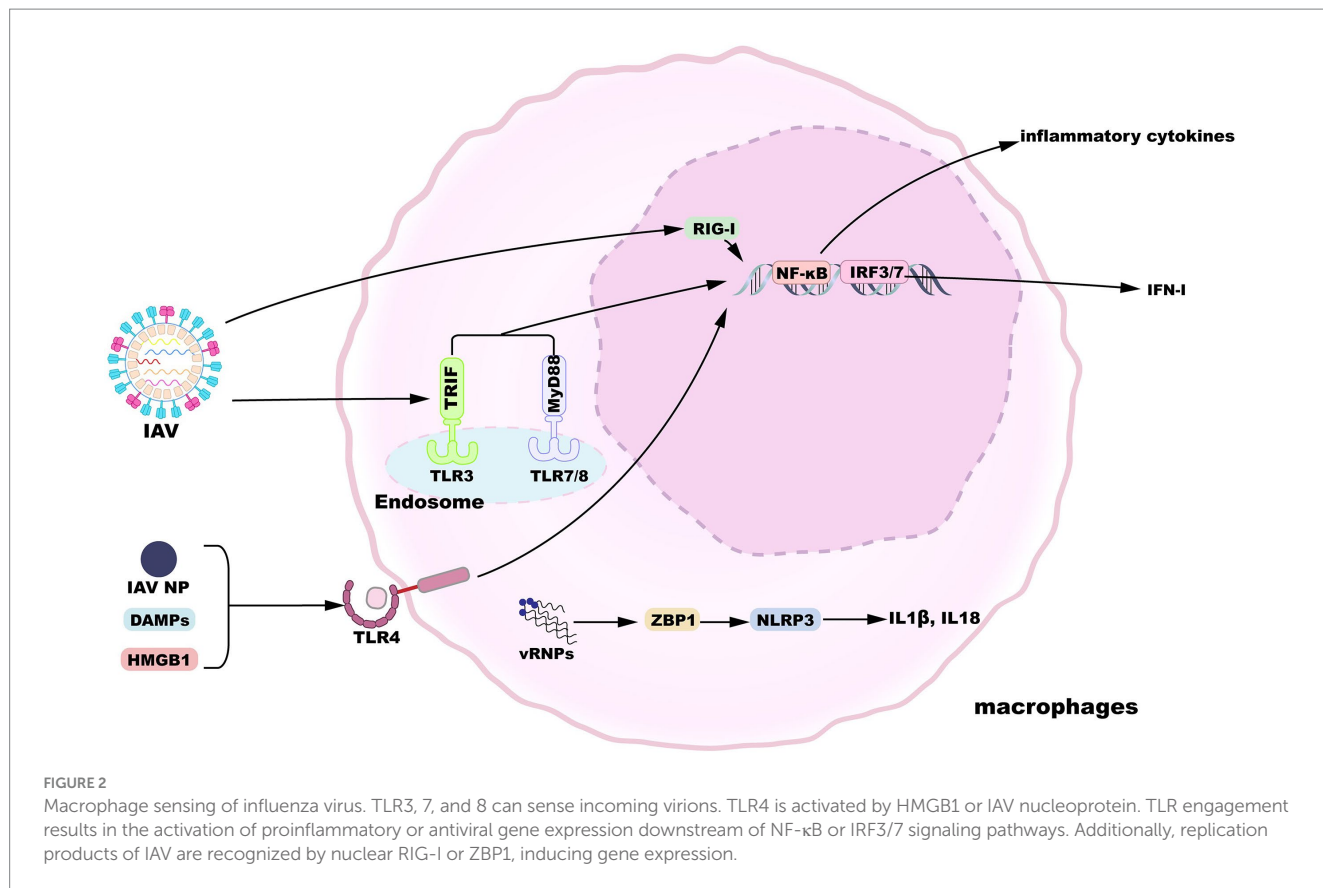 inflammatory cytokines
RIG-I
NF-κB
IRF3/7
IFN-I
TRIF
MyD88
IAV
TLR3
TLR7/8
Endosome
IAV NP
DAMPs
HMGB1
TLR4
vRNPs
ZBP1
NLRP3
IL1β, IL18
macrophages
FIGURE 2
Macrophage sensing of influenza virus. TLR3, 7, and 8 can sense incoming virions. TLR4 is activated by HMGB1 or IAV nucleoprotein. TLR engagement
results in the activation of proinflammatory or antiviral gene expression downstream of NF-κB or IRF3/7 signaling pathways. Additionally, replication
products of IAV are recognized by nuclear RIG-I or ZBP1, inducing gene expression.